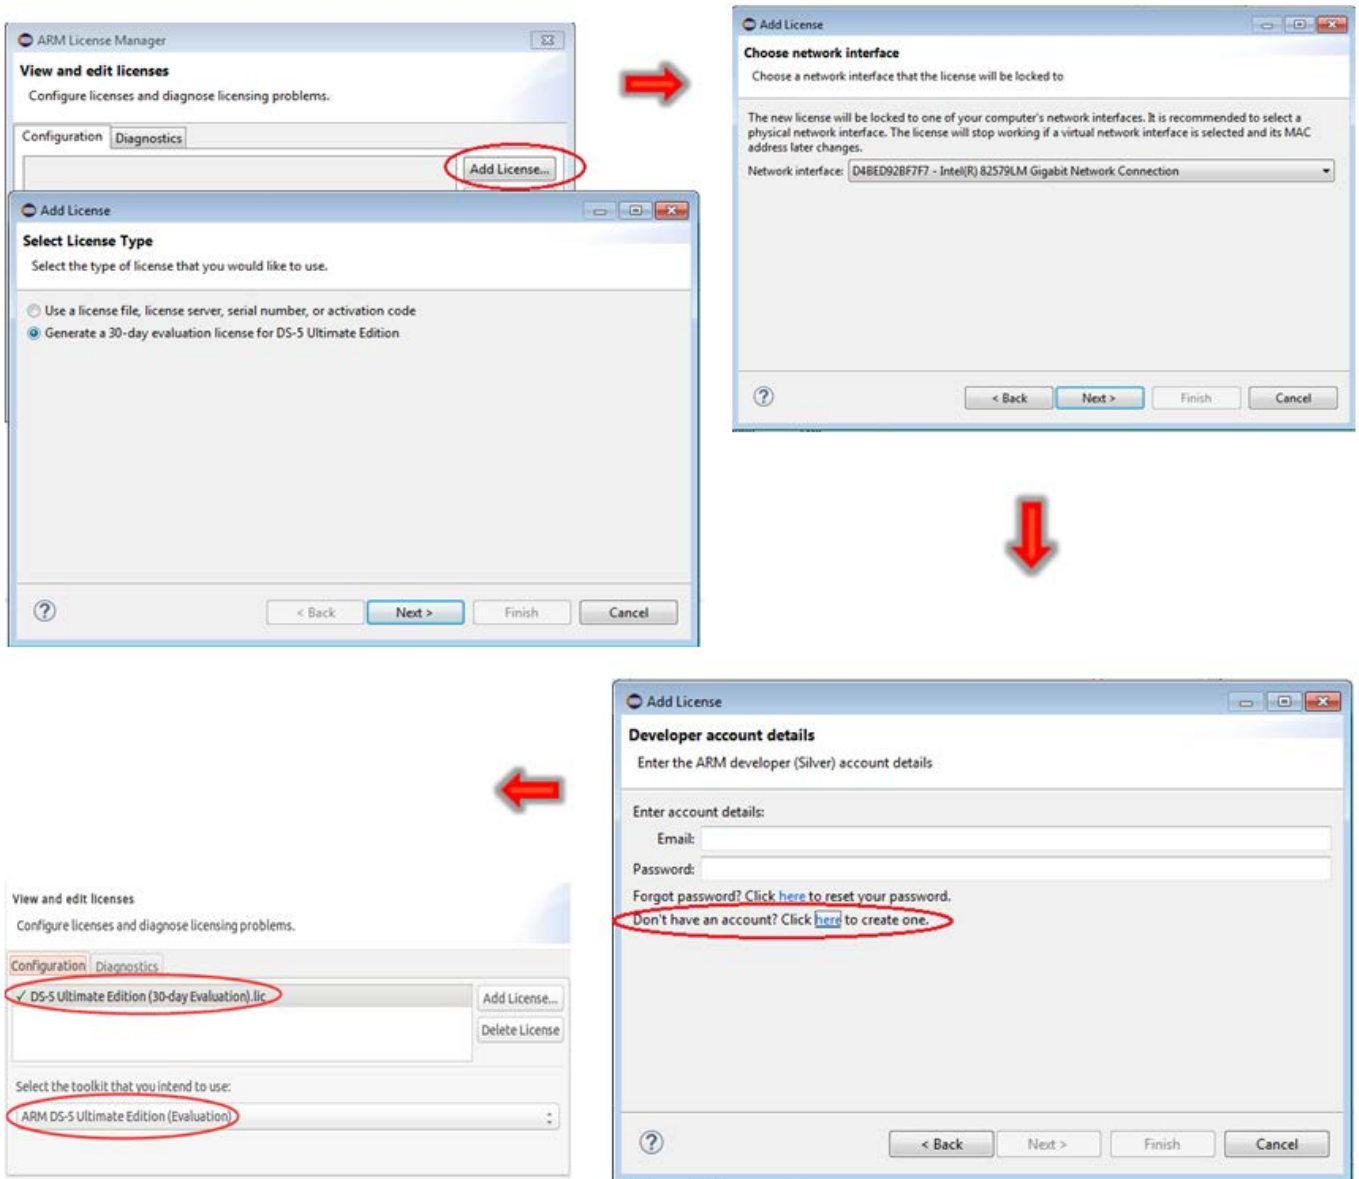 ARM License Manager
View and edit licenses
Configure licenses and diagnose licensing problems.
Configuration Diagnostics
Add License...
Add License
Select License Type
Select the type of license that you would like to use.
Use a license file, license server, serial number, or activation code
Generate a 30-day evaluation license for DS-5 Ultimate Edition
? < Back Next > Finish Cancel
Add License
Choose network interface
Choose a network interface that the license will be locked to
The new license will be locked to one of your computer's network interfaces. It is recommended to select a
physical network interface. The license will stop working if a virtual network interface is selected and its MAC
address later changes.
Network interface: D4BED92BF7F7 - Intel(R) 82579LM Gigabit Network Connection
? < Back Next > Finish Cancel
Add License
Developer account details
Enter the ARM developer (Silver) account details
Enter account details:
Email:
Password:
Forgot password? Click here to reset your password.
Don't have an account? Click here to create one.
? < Back Next > Finish Cancel
View and edit licenses
Configure licenses and diagnose licensing problems.
Configuration Diagnostics
✓ DS-5 Ultimate Edition (30-day Evaluation).lic
Add License...
Delete License
Select the toolkit that you intend to use:
ARM DS-5 Ultimate Edition (Evaluation)